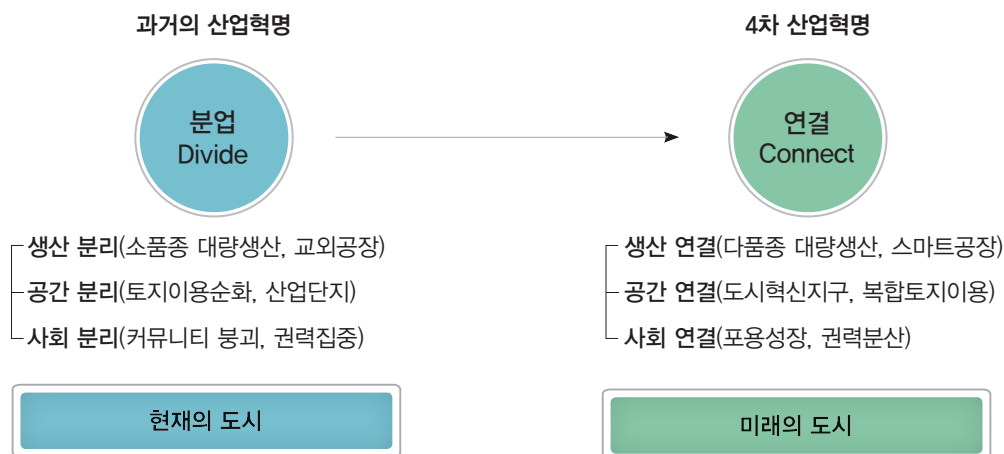 과거의 산업혁명
분업
Divide
생산 분리(소품종 대량생산, 교외공장)
공간 분리(토지이용순화, 산업단지)
사회 분리(커뮤니티 붕괴, 권력집중)
현재의 도시
4차 산업혁명
연결
Connect
생산 연결(다품종 대량생산, 스마트공장)
공간 연결(도시혁신지구, 복합토지이용)
사회 연결(포용성장, 권력분산)
미래의 도시